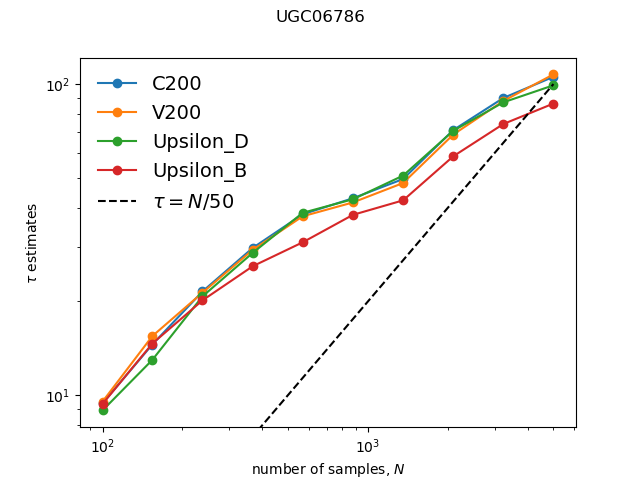 UGC06786
C200
V200
Upsilon_D
Upsilon_B
τ = N/50
τ estimates
10²
10¹
10²
10³
number of samples, N